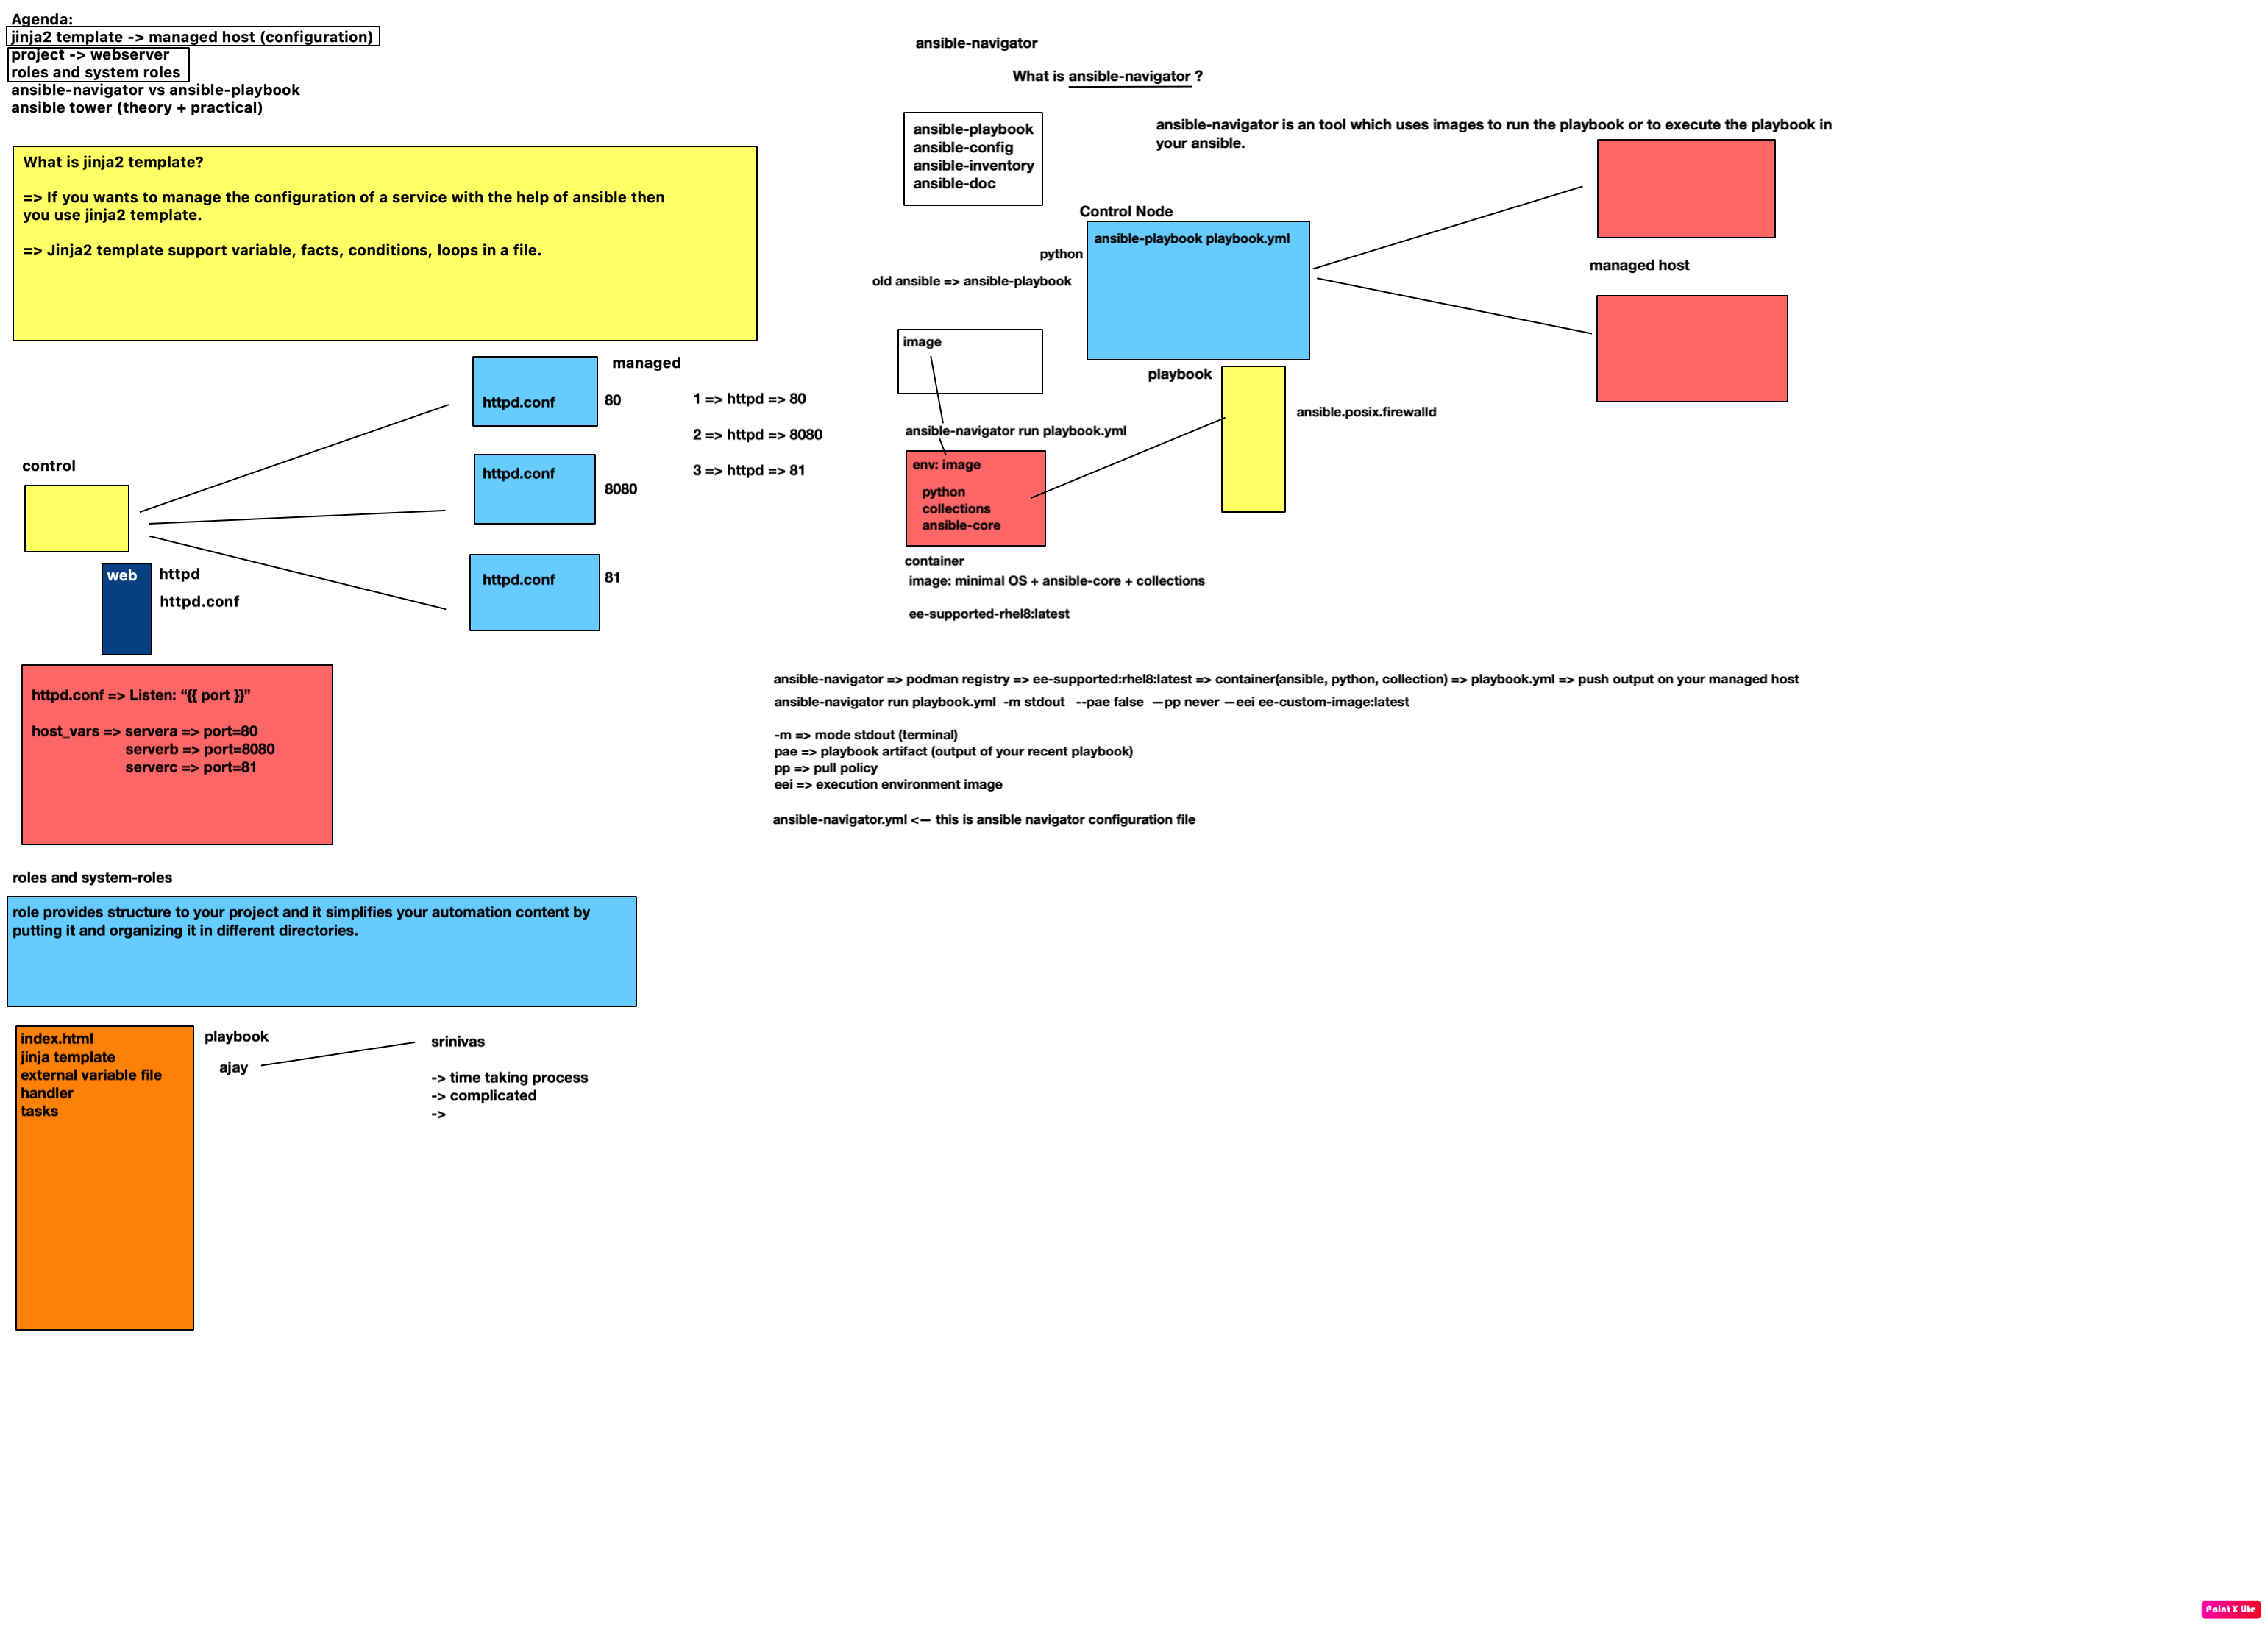 Agenda:
jinja2 template -> managed host (configuration)
project -> webserver
roles and system roles
ansible-navigator vs ansible-playbook
ansible tower (theory + practical)
What is jinja2 template?
=> If you wants to manage the configuration of a service with the help of ansible then
you use jinja2 template.
=> Jinja2 template support variable, facts, conditions, loops in a file.
managed
httpd.conf
80
1 => httpd => 80
2 => httpd => 8080
3 => httpd => 81
control
httpd.conf
8080
httpd.conf
81
web
httpd
httpd.conf
httpd.conf => Listen: “{{ port }}”
host_vars => servera => port=80
serverb => port=8080
serverc => port=81
roles and system-roles
role provides structure to your project and it simplifies your automation content by
putting it and organizing it in different directories.
index.html
jinja template
external variable file
handler
tasks
playbook
ajay
srinivas
-> time taking process
-> complicated
->
ansible-navigator
What is ansible-navigator ?
ansible-playbook
ansible-config
ansible-inventory
ansible-doc
ansible-navigator is an tool which uses images to run the playbook or to execute the playbook in
your ansible.
Control Node
ansible-playbook playbook.yml
python
old ansible => ansible-playbook
managed host
image
playbook
ansible.posix.firewalld
ansible-navigator run playbook.yml
env: image
python
collections
ansible-core
container
image: minimal OS + ansible-core + collections
ee-supported-rhel8:latest
ansible-navigator => podman registry => ee-supported:rhel8:latest => container(ansible, python, collection) => playbook.yml => push output on your managed host
ansible-navigator run playbook.yml  -m stdout   --pae false  —pp never —eei ee-custom-image:latest
-m => mode stdout (terminal)
pae => playbook artifact (output of your recent playbook)
pp => pull policy
eei => execution environment image
ansible-navigator.yml <— this is ansible navigator configuration file
Paint X Lite